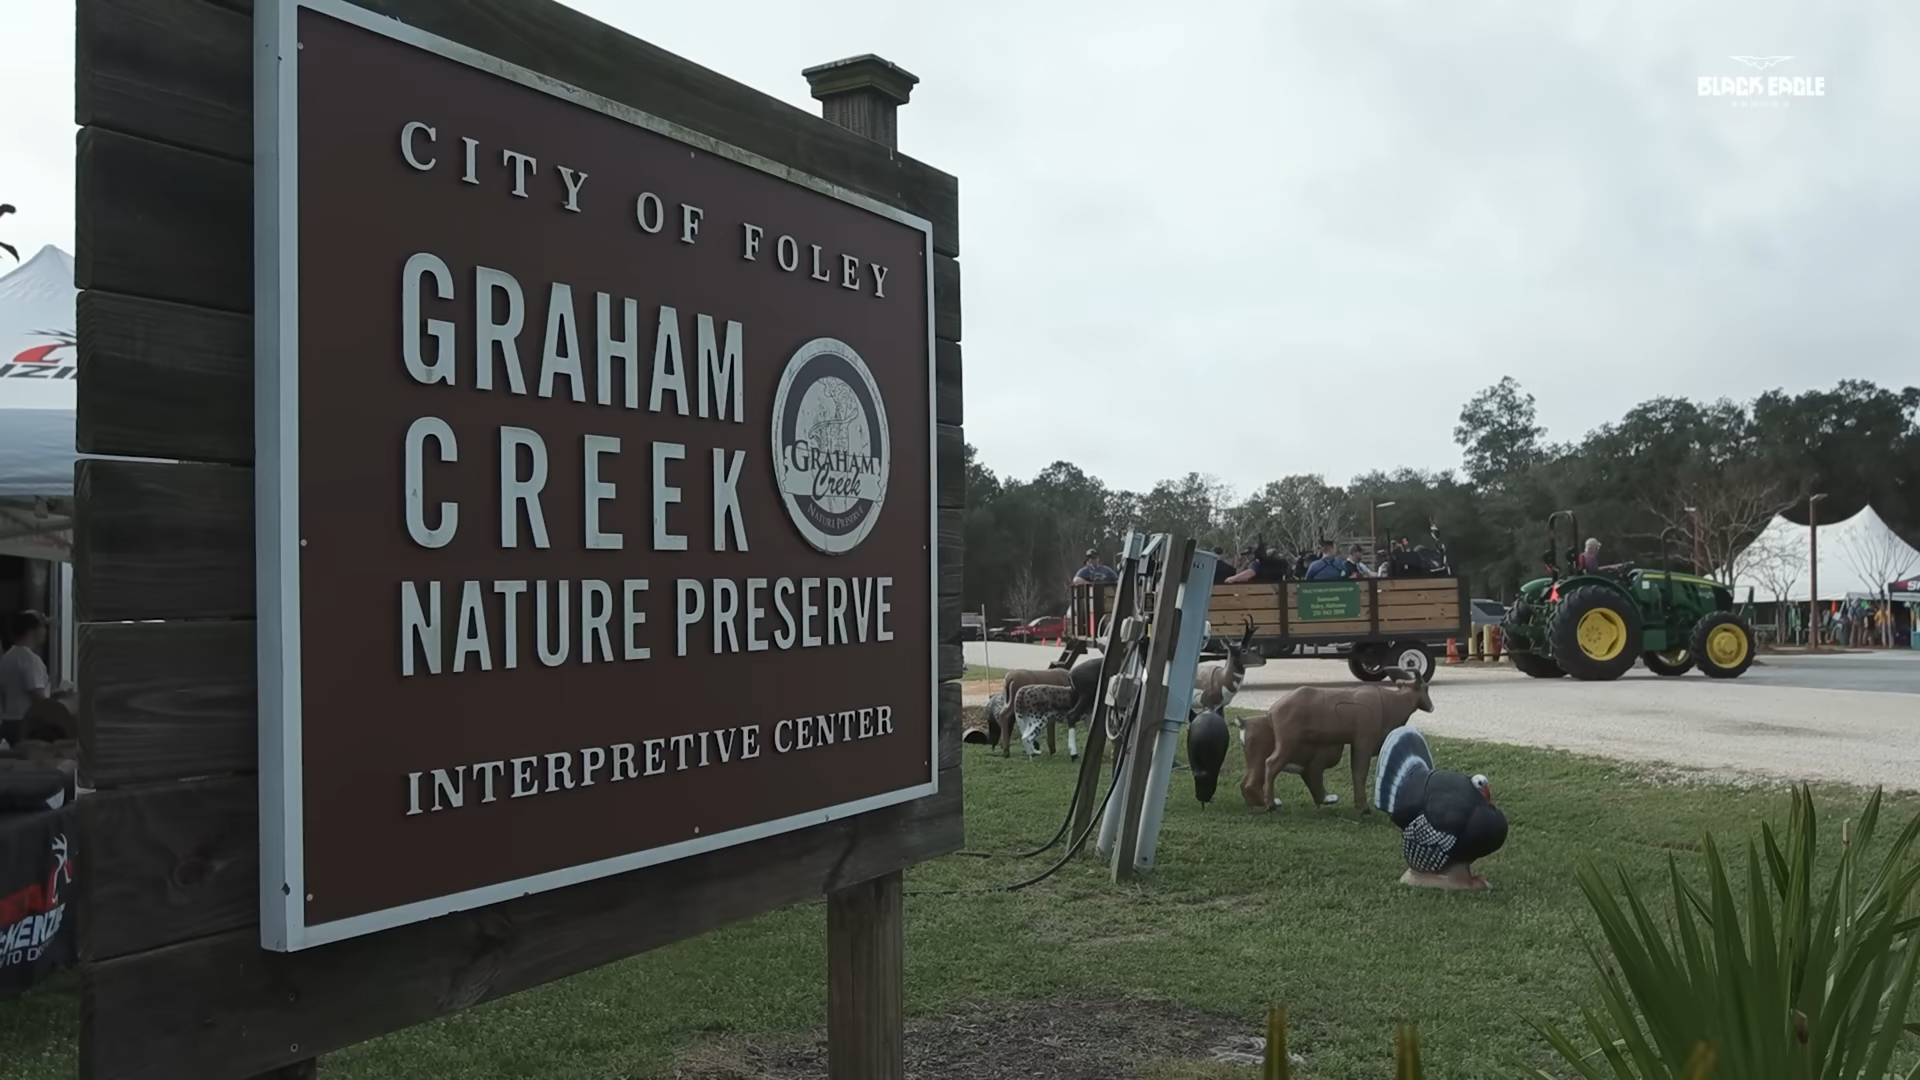 BLACK EAGLE
CITY OF FOLEY
GRAHAM
CREEK
NATURE PRESERVE
INTERPRETIVE CENTER
GRAHAM
Creek
NATURE PRESERVE